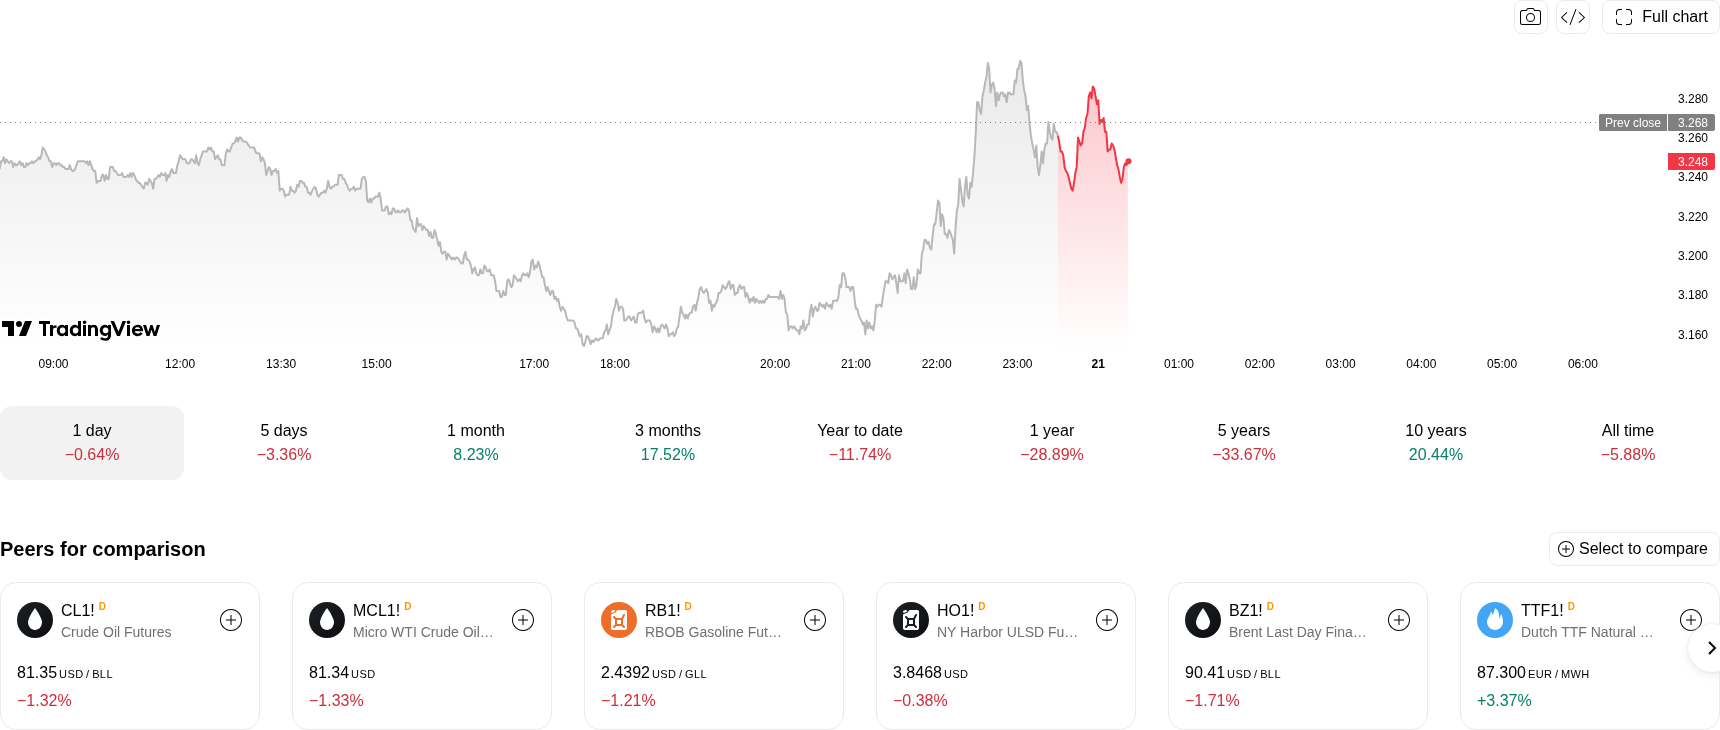 Full chart
3.280
Prev close 3.268
3.260
3.248
3.240
3.220
3.200
3.180
3.160
TradingView
09:00 12:00 13:30 15:00 17:00 18:00 20:00 21:00 22:00 23:00 21 01:00 02:00 03:00 04:00 05:00 06:00
1 day 5 days 1 month 3 months Year to date 1 year 5 years 10 years All time
−0.64% −3.36% 8.23% 17.52% −11.74% −28.89% −33.67% 20.44% −5.88%
Peers for comparison
Select to compare
CL1! D
Crude Oil Futures
81.35 USD / BLL
−1.32%
MCL1! D
Micro WTI Crude Oil…
81.34 USD
−1.33%
RB1! D
RBOB Gasoline Fut…
2.4392 USD / GLL
−1.21%
HO1! D
NY Harbor ULSD Fu…
3.8468 USD
−0.38%
BZ1! D
Brent Last Day Fina…
90.41 USD / BLL
−1.71%
TTF1! D
Dutch TTF Natural …
87.300 EUR / MWH
+3.37%